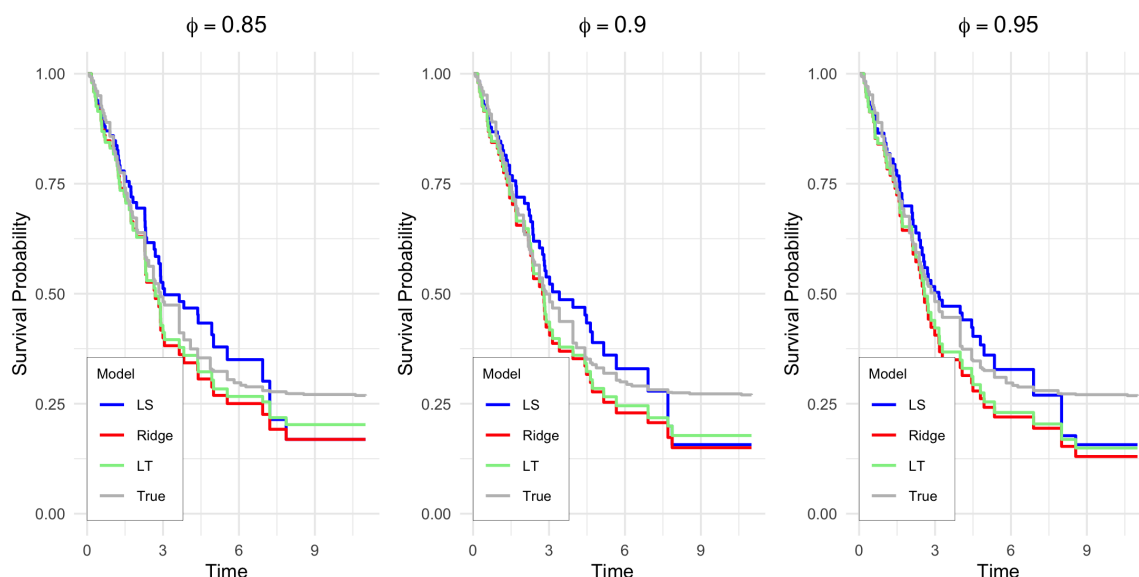 ϕ = 0.85
Survival Probability
1.00
0.75
0.50
0.25
0.00
Model
LS
Ridge
LT
True
0
3
6
9
Time
ϕ = 0.9
Survival Probability
1.00
0.75
0.50
0.25
0.00
Model
LS
Ridge
LT
True
0
3
6
9
Time
ϕ = 0.95
Survival Probability
1.00
0.75
0.50
0.25
0.00
Model
LS
Ridge
LT
True
0
3
6
9
Time